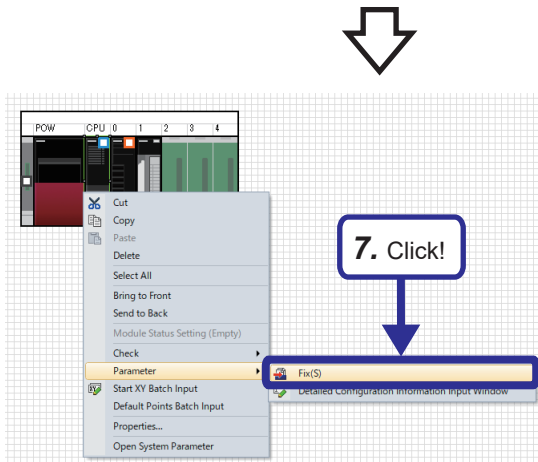 POW CPU 0 1 2 3 4
Cut
Copy
Paste
Delete
Select All
Bring to Front
Send to Back
Module Status Setting (Empty)
Check
Parameter
Start XY Batch Input
Default Points Batch Input
Properties...
Open System Parameter
7. Click!
Fix(S)
Detailed Configuration Information Input Window